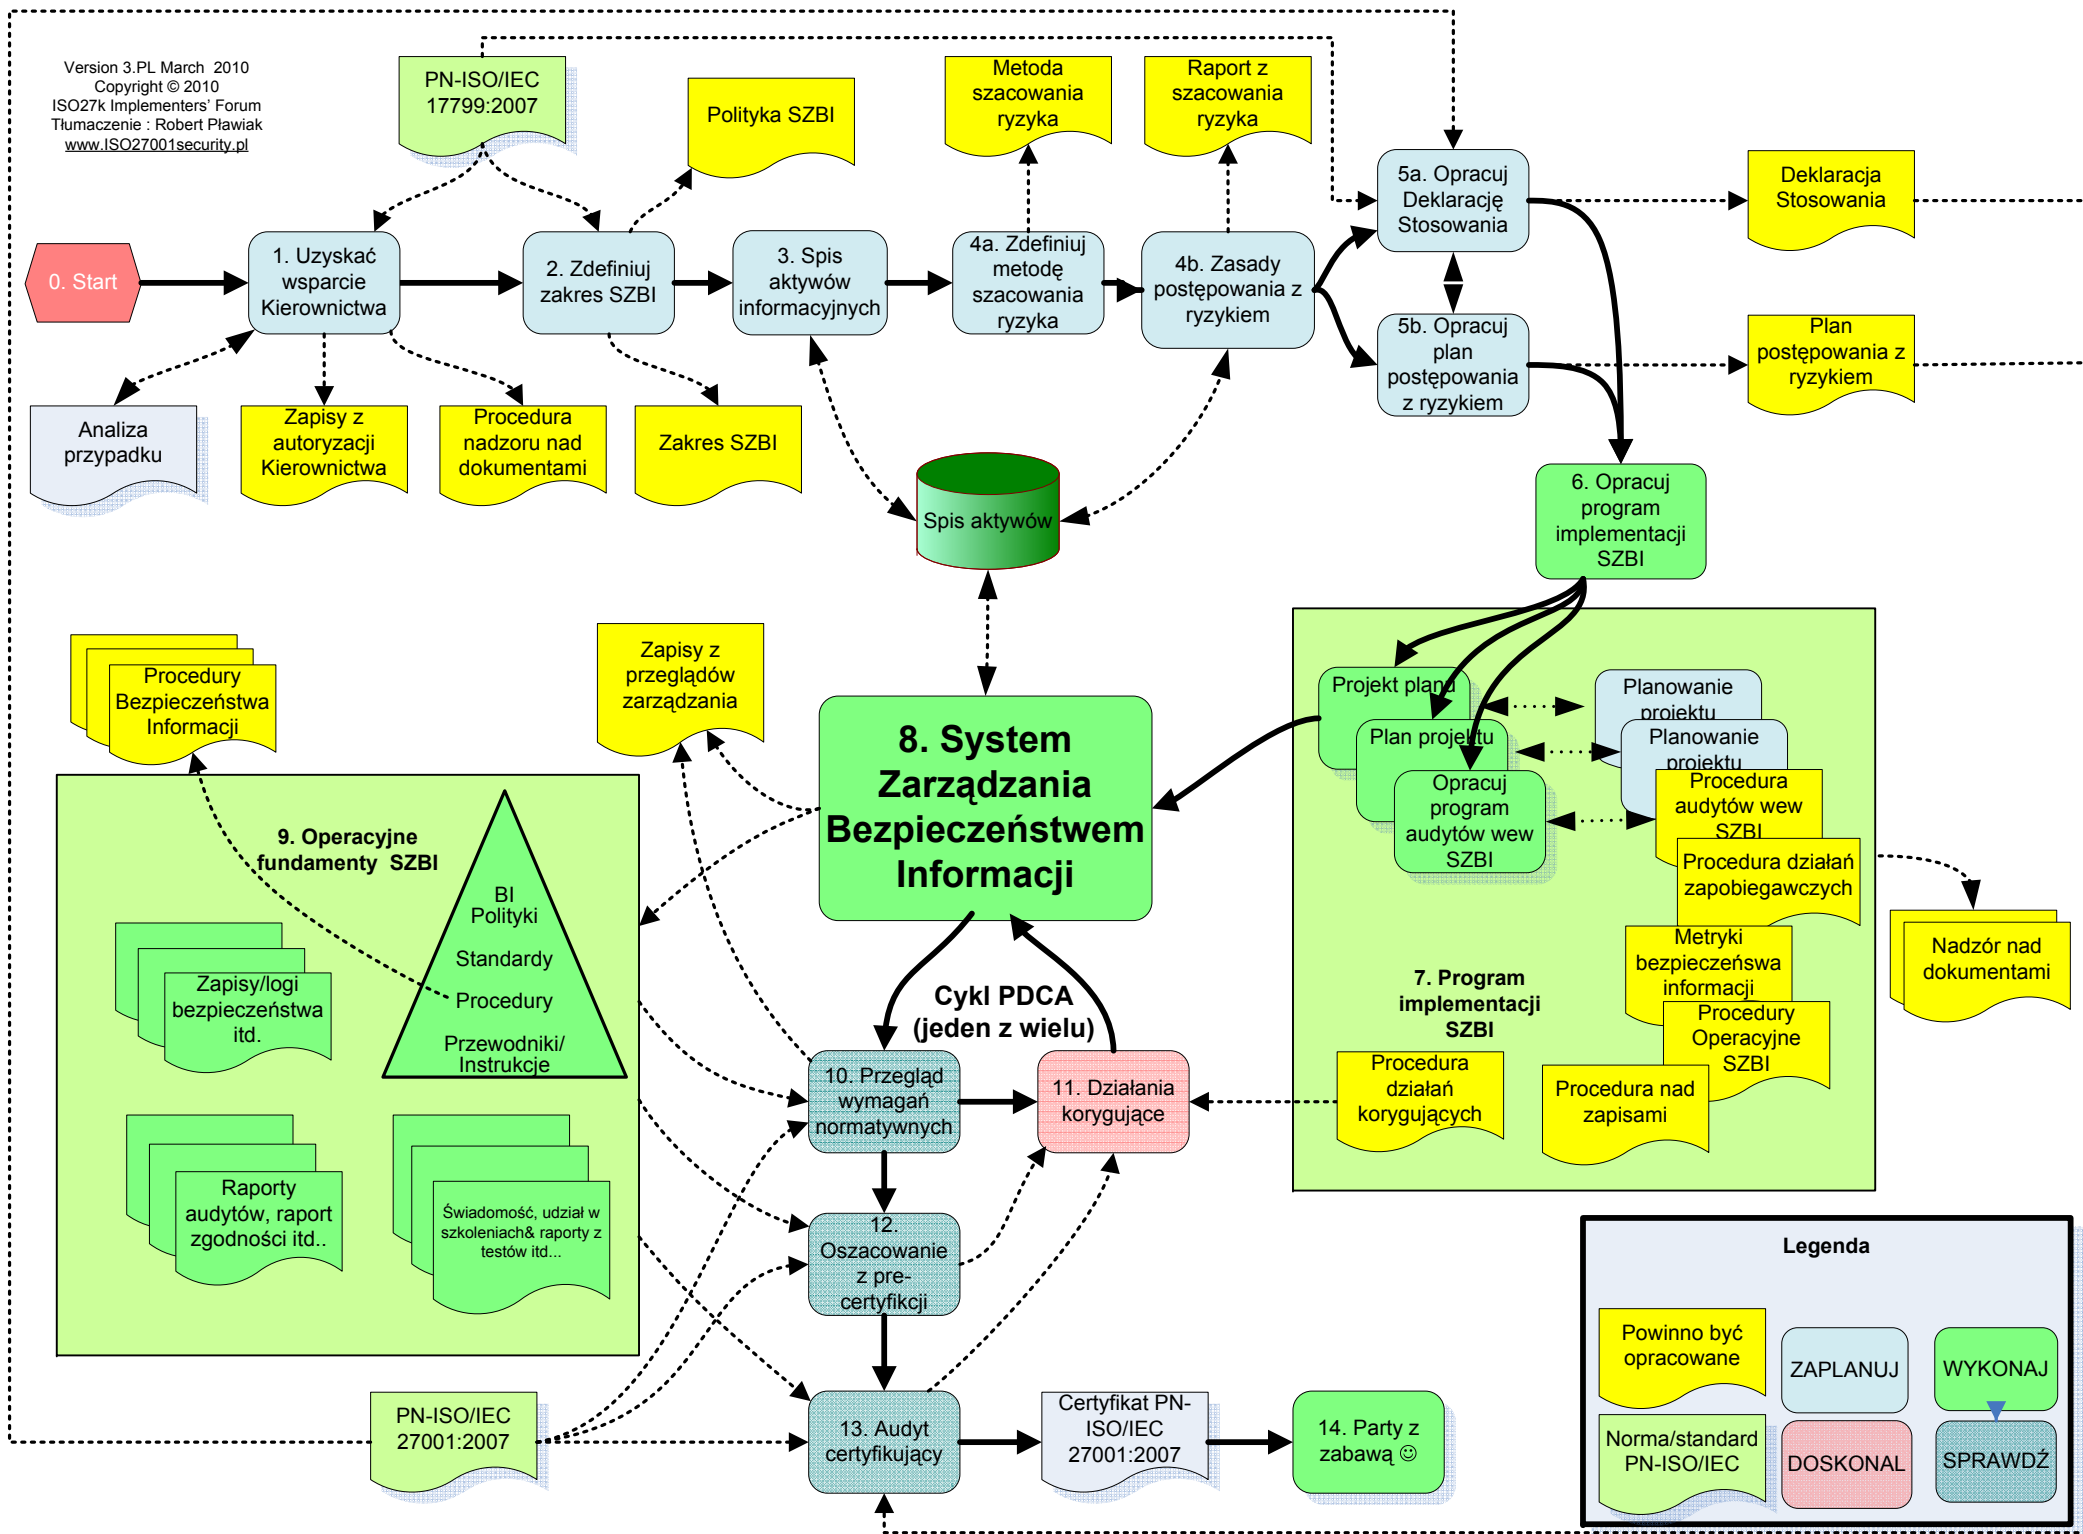 Version 3.PL March 2010
Copyright © 2010
ISO27k Implementers' Forum
Tłumaczenie : Robert Pławiak
www.ISO27001security.pl
PN-ISO/IEC
17799:2007
Polityka SZBI
Metoda
szacowania
ryzyka
Raport z
szacowania
ryzyka
0. Start
1. Uzyskać
wsparcie
Kierownictwa
2. Zdefiniuj
zakres SZBI
3. Spis
aktywów
informacyjnych
4a. Zdefiniuj
metodę
szacowania
ryzyka
4b. Zasady
postępowania z
ryzykiem
5a. Opracuj
Deklarację
Stosowania
Deklaracja
Stosowania
5b. Opracuj
plan
postępowania
z ryzykiem
Plan
postępowania z
ryzykiem
Analiza
przypadku
Zapisy z
autoryzacji
Kierownictwa
Procedura
nadzoru nad
dokumentami
Zakres SZBI
Spis aktywów
6. Opracuj
program
implementacji
SZBI
Procedury
Bezpieczeństwa
Informacji
Zapisy z
przeglądów
zarządzania
8. System
Zarządzania
Bezpieczeństwem
Informacji
Projekt planu
Plan projektu
Opracuj
program
audytów wew
SZBI
Planowanie
projektu
Planowanie
projektu
Procedura
audytów wew
SZBI
Procedura działań
zapobiegawczych
Metryki
bezpieczeńswa
informacji
Procedury
Operacyjne
SZBI
Procedura nad
zapisami
Procedura
działań
korygujących
7. Program
implementacji
SZBI
Nadzór nad
dokumentami
9. Operacyjne
fundamenty SZBI
BI
Polityki
Standardy
Procedury
Przewodniki/
Instrukcje
Zapisy/logi
bezpieczeństwa
itd.
Raporty
audytów, raport
zgodności itd..
Świadomość, udział w
szkoleniach& raporty z
testów itd...
Cykl PDCA
(jeden z wielu)
10. Przegląd
wymagań
normatywnych
11. Działania
korygujące
12.
Oszacowanie
z pre-
certyfikcji
PN-ISO/IEC
27001:2007
13. Audyt
certyfikujący
Certyfikat PN-
ISO/IEC
27001:2007
14. Party z
zabawą ☺
Legenda
Powinno być
opracowane
ZAPLANUJ
WYKONAJ
Norma/standard
PN-ISO/IEC
DOSKONAL
SPRAWDŹ